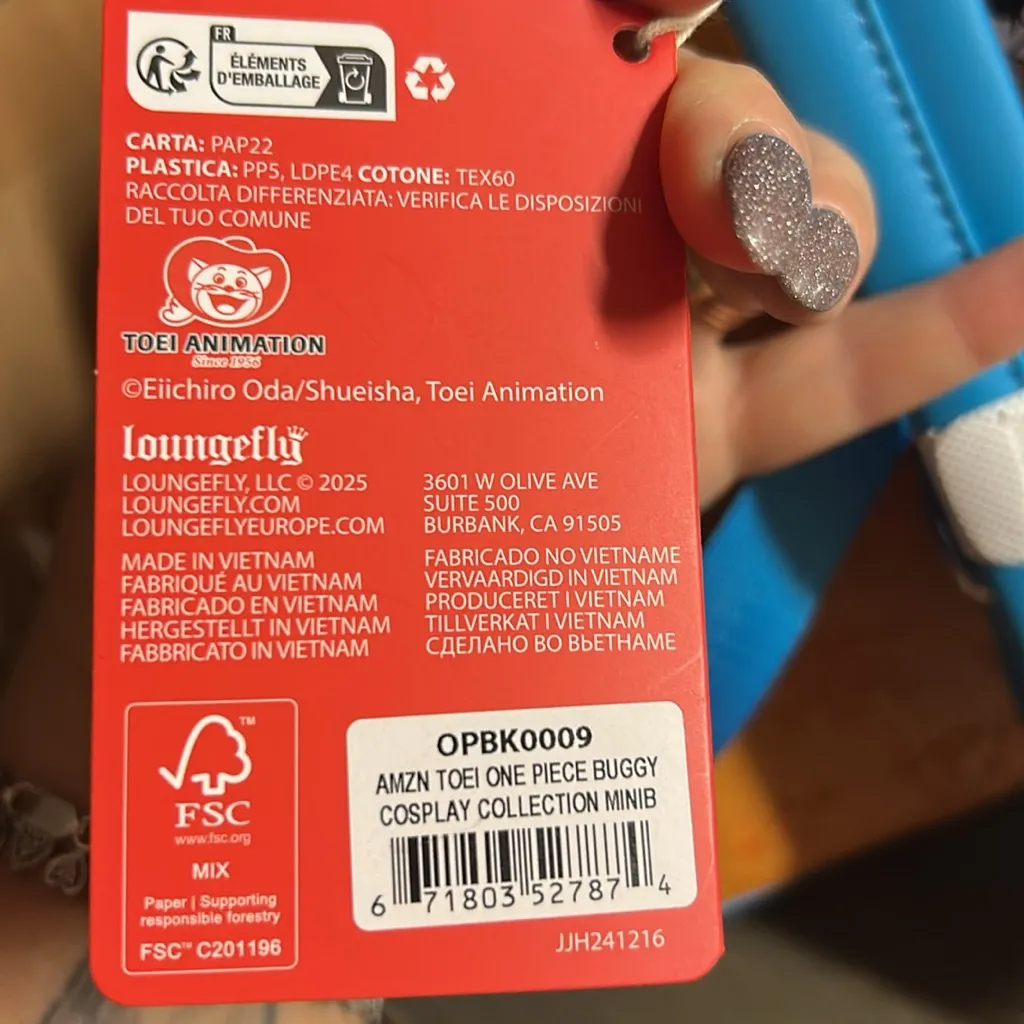 FR
ÉLÉMENTS
D'EMBALLAGE
CARTA: PAP22
PLASTICA: PP5, LDPE4 COTONE: TEX60
RACCOLTA DIFFERENZIATA: VERIFICA LE DISPOSIZIONI
DEL TUO COMUNE
TOEI ANIMATION
Since 1956
©Eiichiro Oda/Shueisha, Toei Animation
loungefly
LOUNGEFLY, LLC © 2025
LOUNGEFLY.COM
LOUNGEFLYEUROPE.COM
3601 W OLIVE AVE
SUITE 500
BURBANK, CA 91505
MADE IN VIETNAM
FABRIQUÉ AU VIETNAM
FABRICADO EN VIETNAM
HERGESTELLT IN VIETNAM
FABBRICATO IN VIETNAM
FABRICADO NO VIETNAME
VERVAARDIGD IN VIETNAM
PRODUCERET I VIETNAM
TILLVERKAT I VIETNAM
СДЕЛАНО ВО ВЬЕТНАМЕ
FSC
www.fsc.org
MIX
Paper | Supporting
responsible forestry
FSC™ C201196
OPBK0009
AMZN TOEI ONE PIECE BUGGY
COSPLAY COLLECTION MINIB
6 71803 52787 4
JJH241216